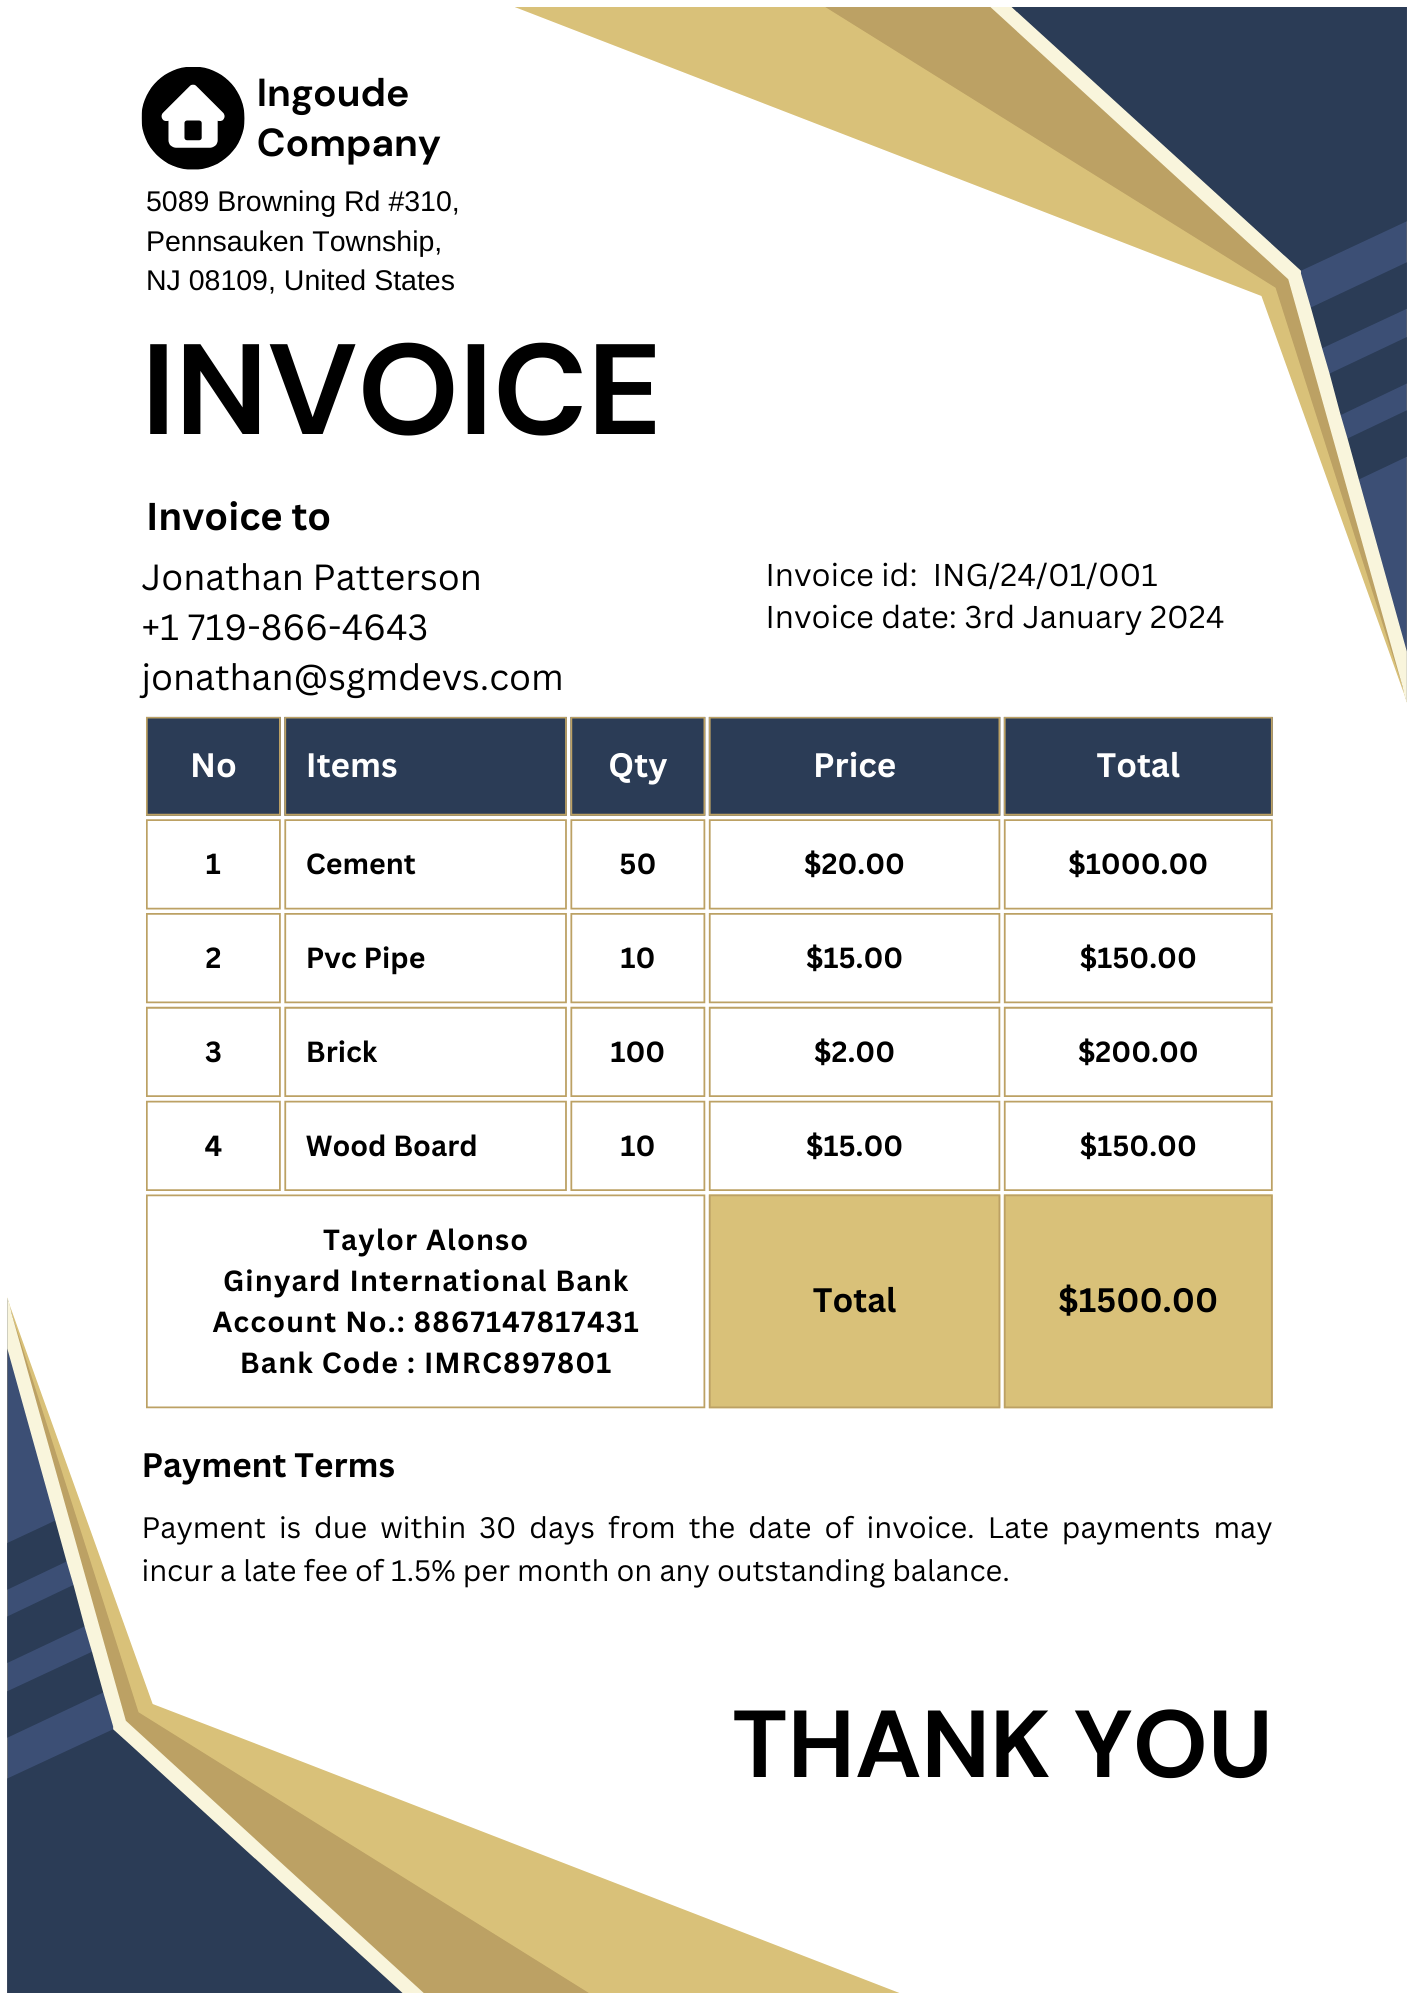 Ingoude
Company
5089 Browning Rd #310,
Pennsauken Township,
NJ 08109, United States
INVOICE
Invoice to
Jonathan Patterson
+1 719-866-4643
jonathan@sgmdevs.com
Invoice id:  ING/24/01/001
Invoice date: 3rd January 2024
No Items Qty Price Total
1 Cement 50 $20.00 $1000.00
2 Pvc Pipe 10 $15.00 $150.00
3 Brick 100 $2.00 $200.00
4 Wood Board 10 $15.00 $150.00
Taylor Alonso
Ginyard International Bank
Account No.: 8867147817431
Bank Code : IMRC897801
Total $1500.00
Payment Terms
Payment is due within 30 days from the date of invoice. Late payments may
incur a late fee of 1.5% per month on any outstanding balance.
THANK YOU